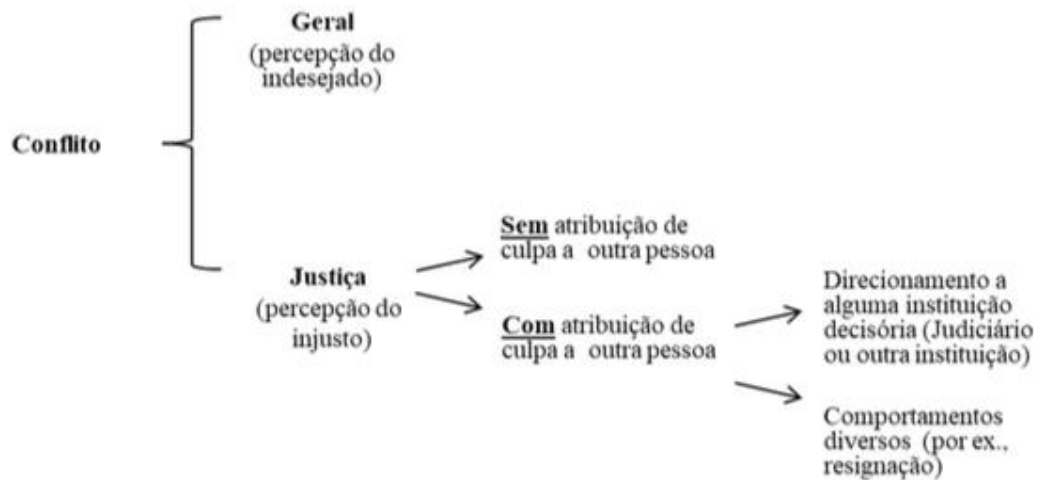 Geral
(percepção do
indesejado)
Conflito
Justiça
(percepção do
injusto)
Sem atribuição de
culpa a outra pessoa
Com atribuição de
culpa a outra pessoa
Direcionamento a
alguma instituição
decisória (Judiciário
ou outra instituição)
Comportamentos
diversos (por ex.,
resignação)